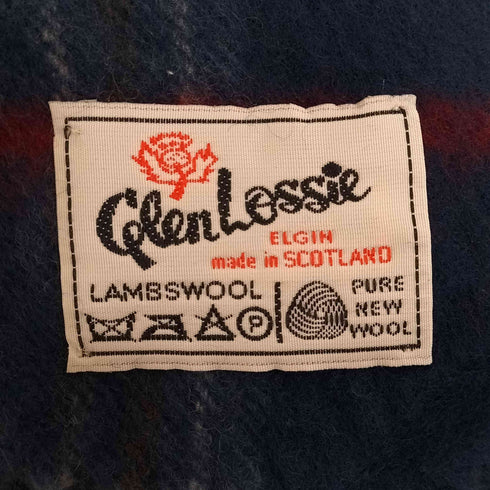 GlenLossie
ELGIN
made in SCOTLAND
LAMBSWOOL
P
PURE
NEW
WOOL